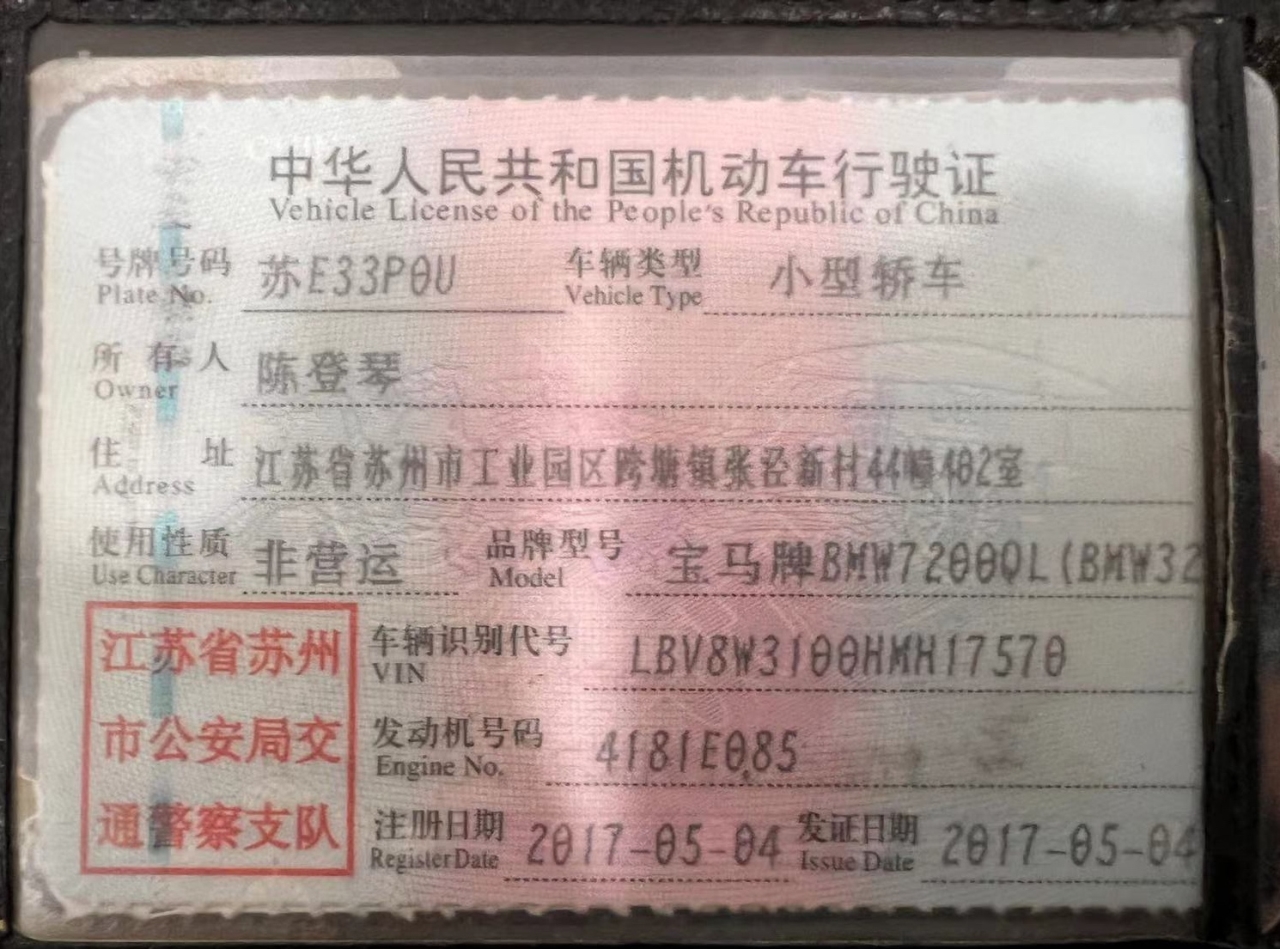 中华人民共和国机动车行驶证
Vehicle License of the People's Republic of China
号牌号码 苏E33P0U 车辆类型 小型轿车
Plate No. Vehicle Type
所有人 陈登琴
Owner
住址 江苏省苏州市工业园区跨塘镇张泾新村44幢402室
Address
使用性质 非营运 品牌型号 宝马牌BMW7200QL(BMW32
Use Character Model
江苏省苏州
市公安局交
通警察支队
车辆识别代号 LBV8W3100HMH17570
VIN
发动机号码 4181E085
Engine No.
注册日期 2017-05-04 发证日期 2017-05-04
Register Date Issue Date